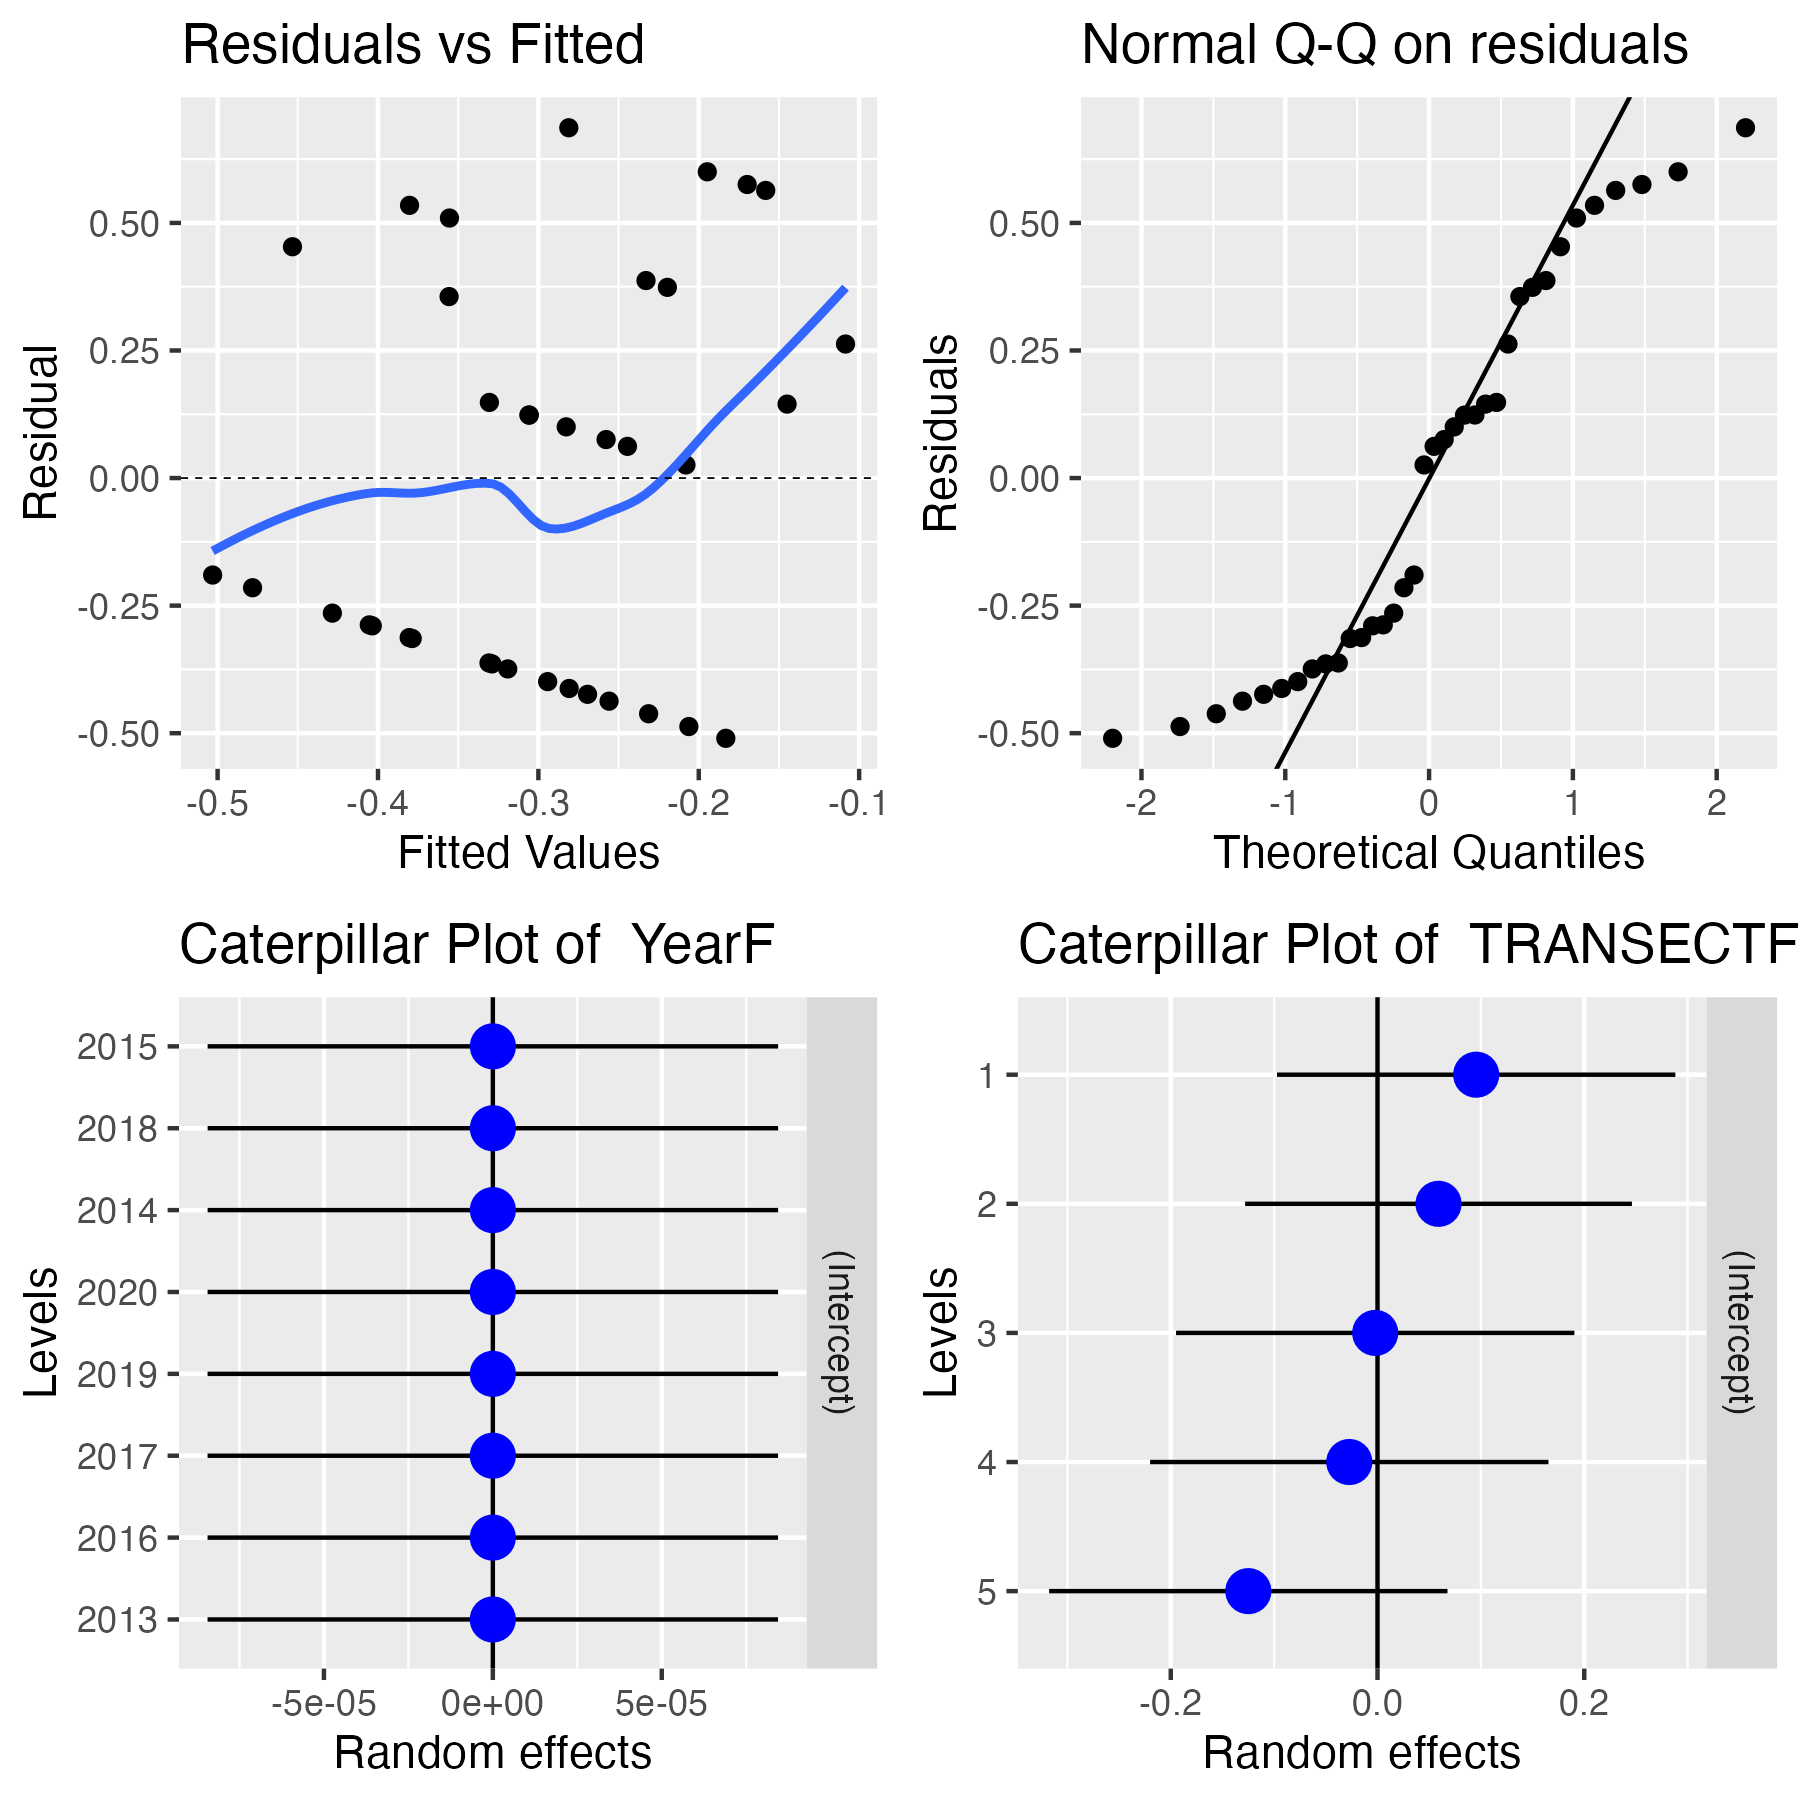 Residuals vs Fitted
Residual
0.50
0.25
0.00
-0.25
-0.50
-0.5 -0.4 -0.3 -0.2 -0.1
Fitted Values
Normal Q-Q on residuals
Residuals
0.50
0.25
0.00
-0.25
-0.50
-2 -1 0 1 2
Theoretical Quantiles
Caterpillar Plot of YearF
Levels
2015
2018
2014
2020
2019
2017
2016
2013
(Intercept)
-5e-05 0e+00 5e-05
Random effects
Caterpillar Plot of TRANSECTF
Levels
1
2
3
4
5
(Intercept)
-0.2 0.0 0.2
Random effects